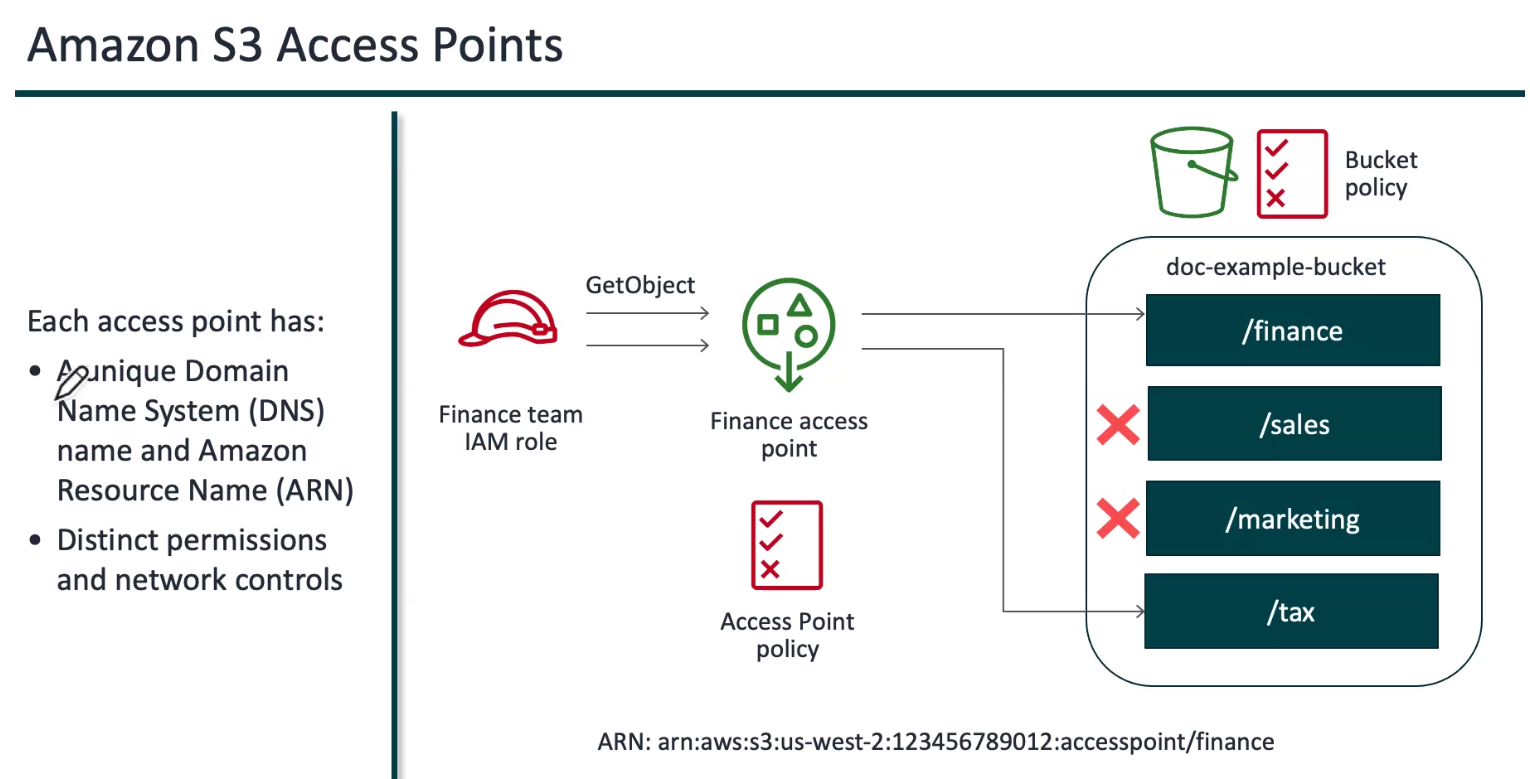 Amazon S3 Access Points
Each access point has:
• A unique Domain
Name System (DNS)
name and Amazon
Resource Name (ARN)
• Distinct permissions
and network controls
GetObject
Finance team
IAM role
Finance access
point
Access Point
policy
Bucket
policy
doc-example-bucket
/finance
/sales
/marketing
/tax
ARN: arn:aws:s3:us-west-2:123456789012:accesspoint/finance